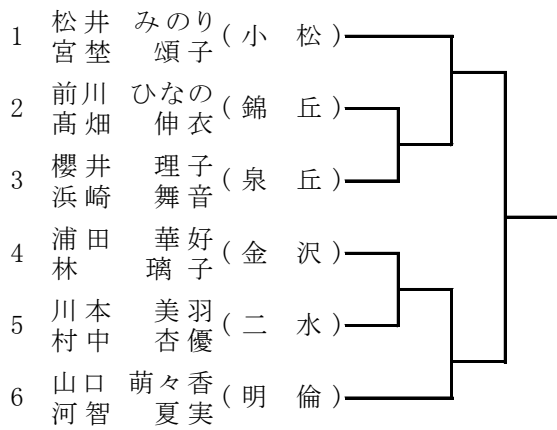 1 松井 みのり (小 松)
宮埜 頌子
2 前川 ひなの (錦 丘)
髙畑 伸衣
3 櫻井 理子 (泉 丘)
浜崎 舞音
4 浦田 華好 (金 沢)
林 璃子
5 川本 美羽 (二 水)
村中 杏優
6 山口 萌々香 (明 倫)
河智 夏実